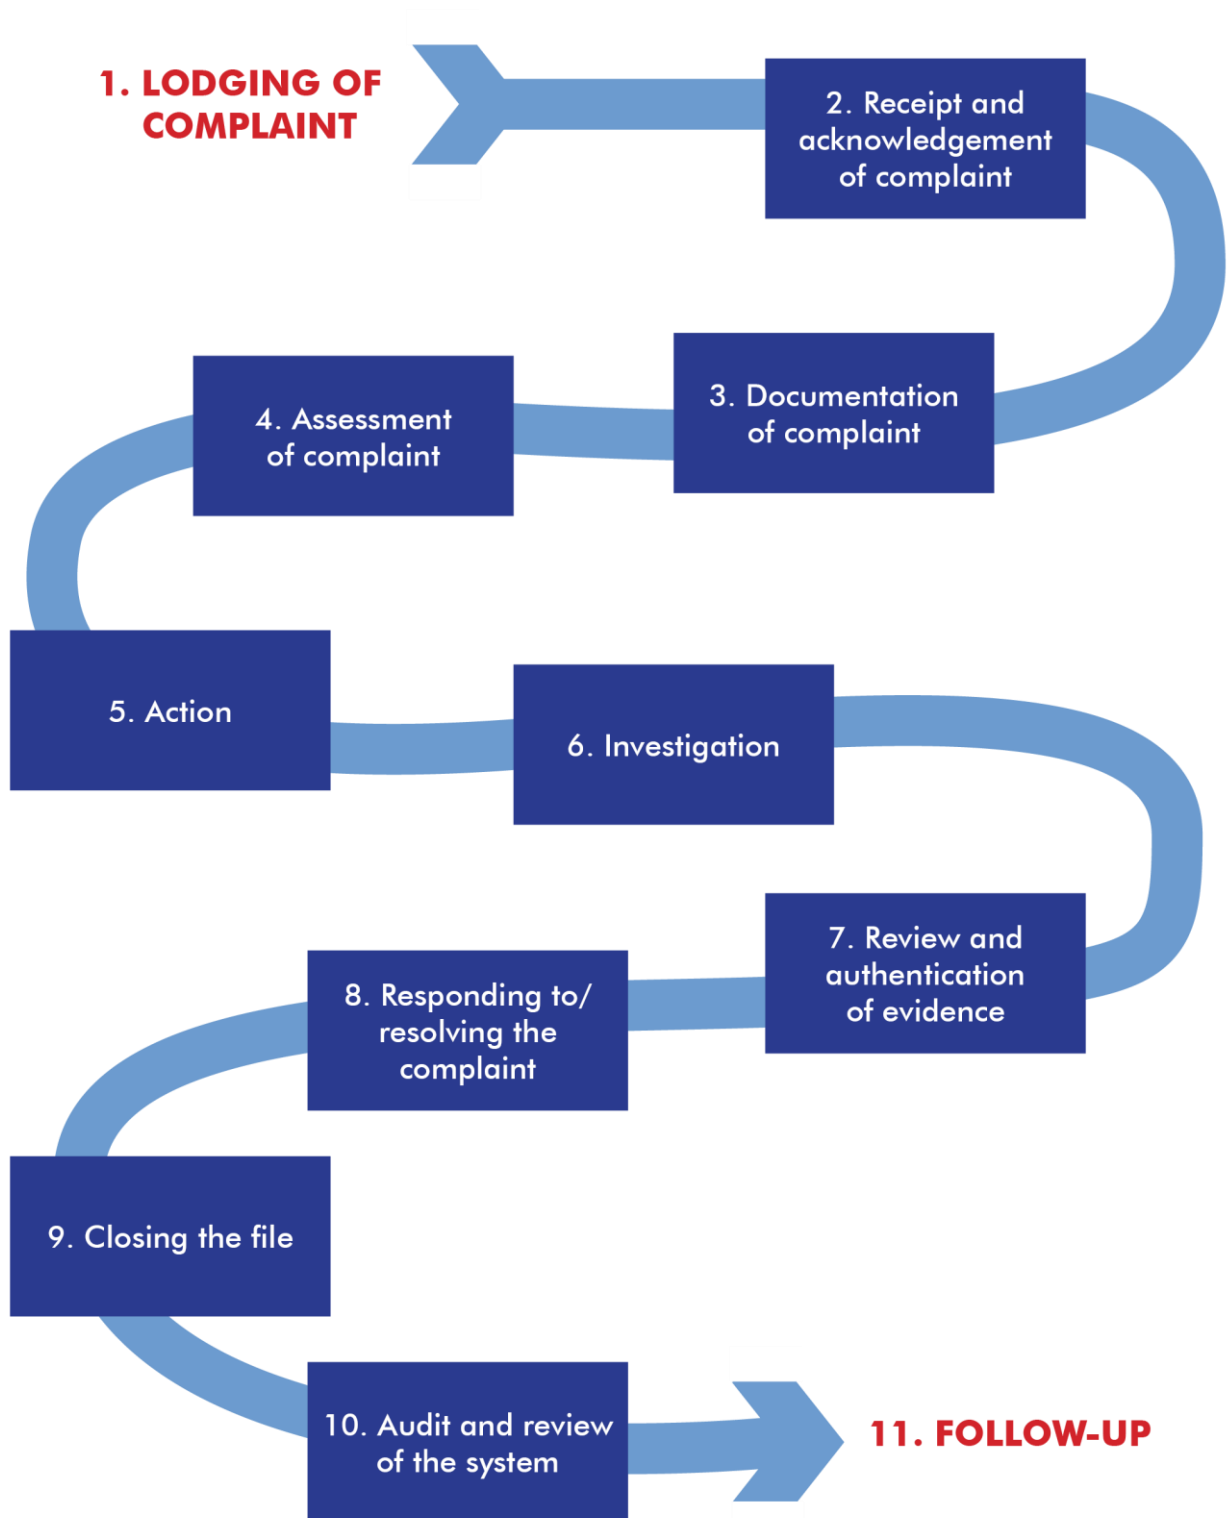 1. LODGING OF
COMPLAINT
2. Receipt and
acknowledgement
of complaint
3. Documentation
of complaint
4. Assessment
of complaint
5. Action
6. Investigation
7. Review and
authentication
of evidence
8. Responding to/
resolving the
complaint
9. Closing the file
10. Audit and review
of the system
11. FOLLOW-UP